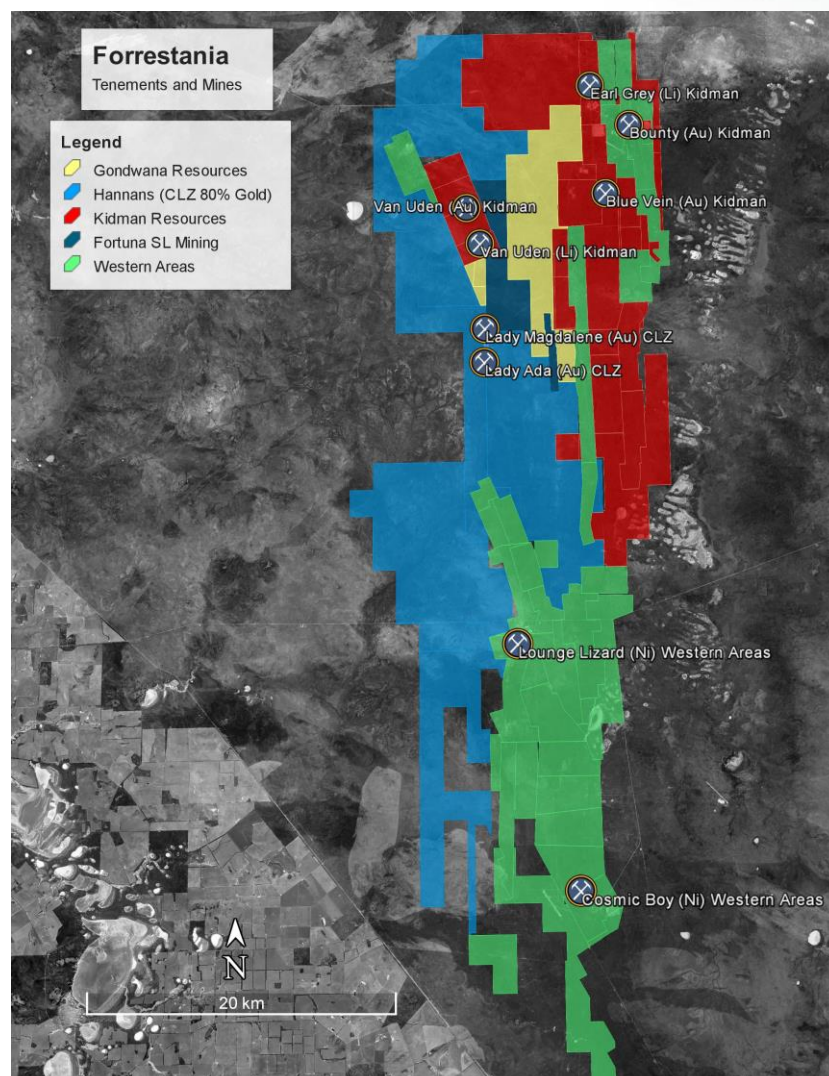 Forrestania
Tenements and Mines
Legend
Gondwana Resources
Hannans (CLZ 80% Gold)
Kidman Resources
Fortuna SL Mining
Western Areas
Earl Grey (Li) Kidman
Bounty (Au) Kidman
Blue Vein (Au) Kidman
Van Uden (Au) Kidman
Van Uden (Li) Kidman
Lady Magdalene (Au) CLZ
Lady Ada (Au) CLZ
Lounge Lizard (Ni) Western Areas
Cosmic Boy (Ni) Western Areas
N
20 km